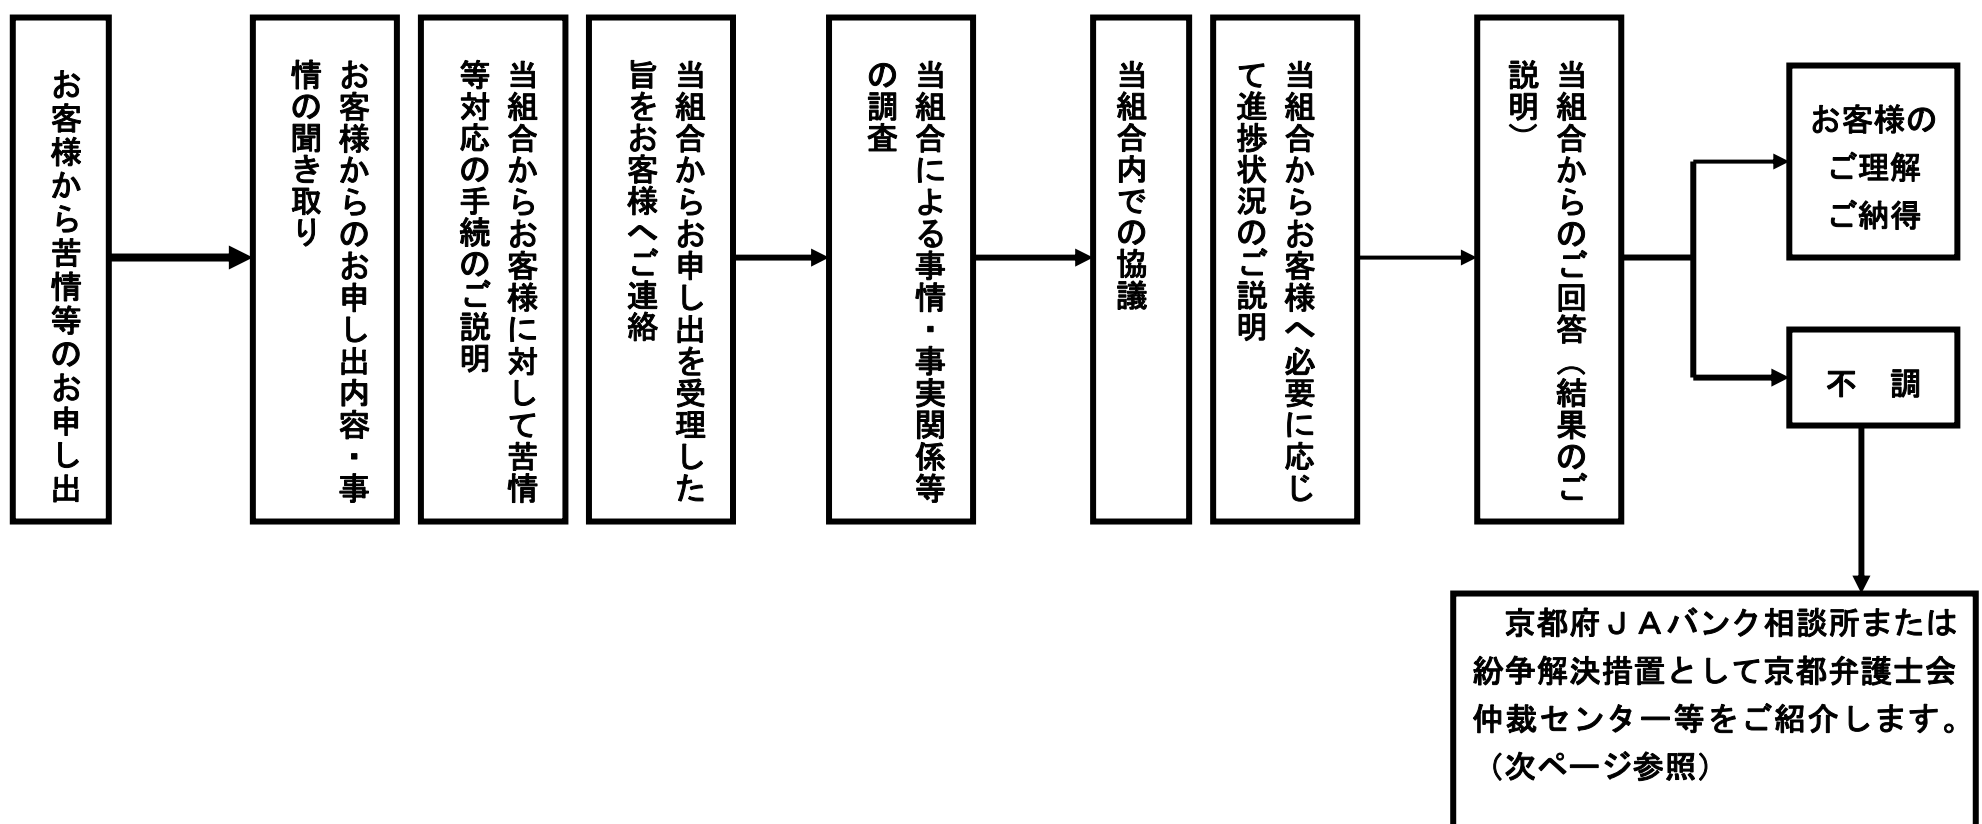 お客様から苦情等のお申し出
お客様からのお申し出内容・事
情の聞き取り
当組合からお客様に対して苦情
等対応の手続のご説明
当組合からお申し出を受理した
旨をお客様へご連絡
当組合による事情・事実関係等
の調査
当組合内での協議
当組合からお客様へ必要に応じ
て進捗状況のご説明
当組合からのご回答（結果のご
説明）
お客様の
ご理解
ご納得
不　調
京都府ＪＡバンク相談所または
紛争解決措置として京都弁護士会
仲裁センター等をご紹介します。
（次ページ参照）